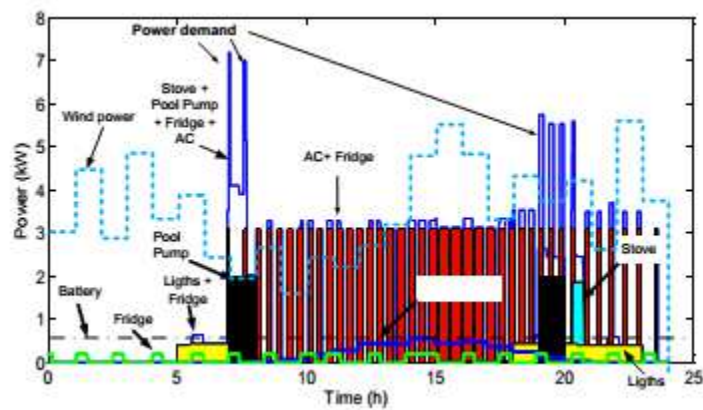 8
7
6
5
4
3
2
1
0
Power (kW)
Power demand
Stove +
Pool Pump
+ Fridge +
AC
Wind power
AC+ Fridge
Pool
Pump
Stove
Ligths +
Fridge
Battery
Fridge
Ligths
0
5
10
15
20
25
Time (h)